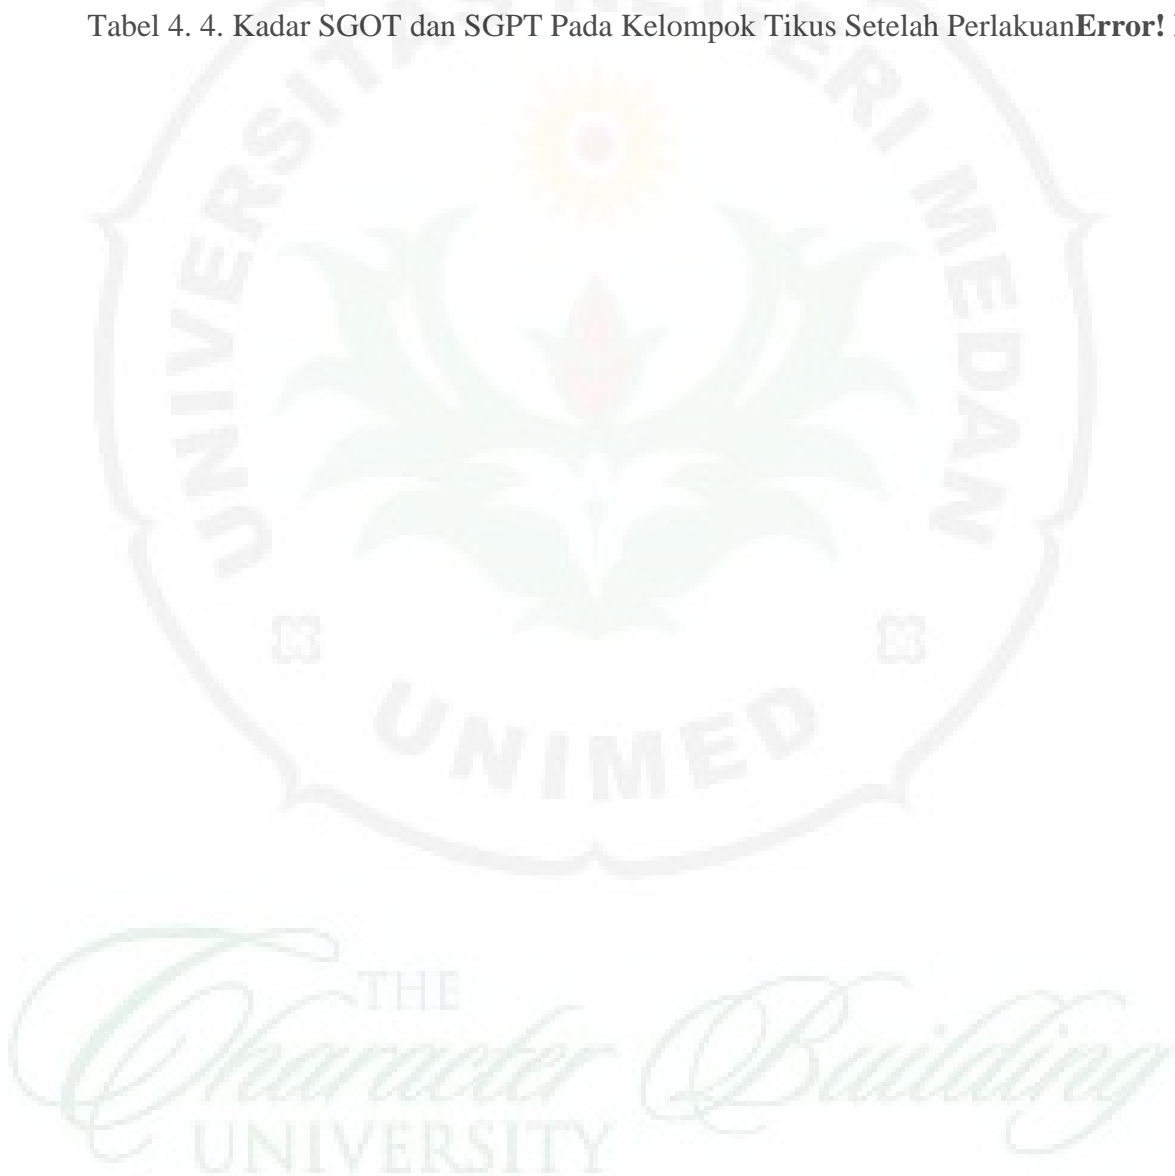 Tabel 4. 4. Kadar SGOT dan SGPT Pada Kelompok Tikus Setelah PerlakuanError!
NEGERI MEDAN
UNIVERSITAS
UNIMED
THE
Character Building
UNIVERSITY